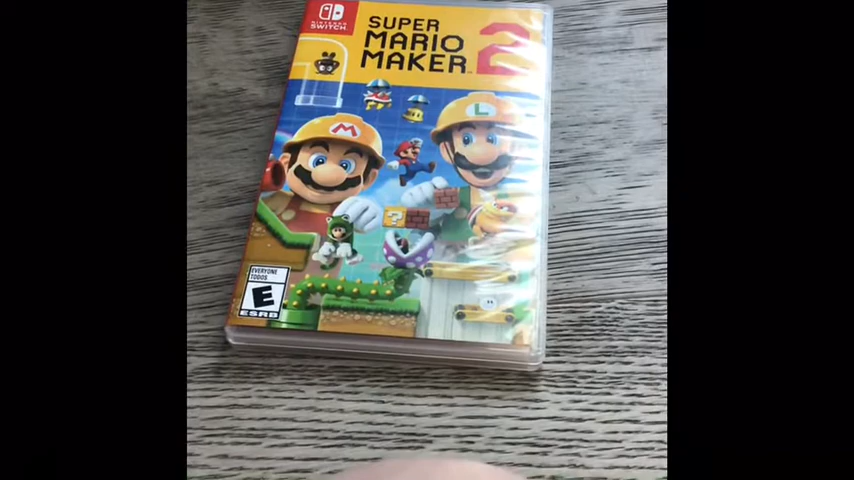 NINTENDO
SWITCH
SUPER
MARIO
MAKER 2
M
L
?
EVERYONE
TODOS
E
ESRB